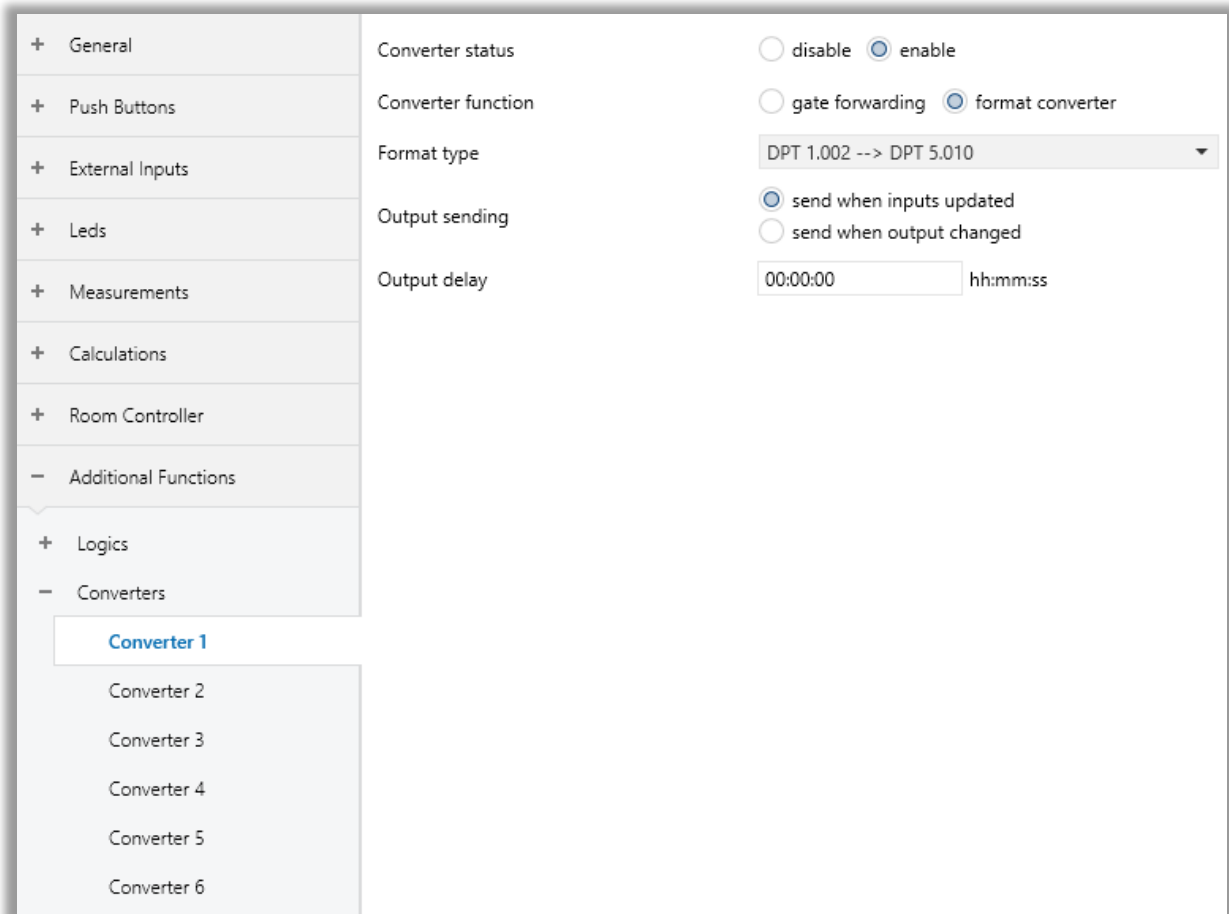 General
Push Buttons
External Inputs
Leds
Measurements
Calculations
Room Controller
Additional Functions
Logics
Converters
Converter 1
Converter 2
Converter 3
Converter 4
Converter 5
Converter 6
Converter status disable enable
Converter function gate forwarding format converter
Format type DPT 1.002 --> DPT 5.010
Output sending send when inputs updated
send when output changed
Output delay 00:00:00 hh:mm:ss